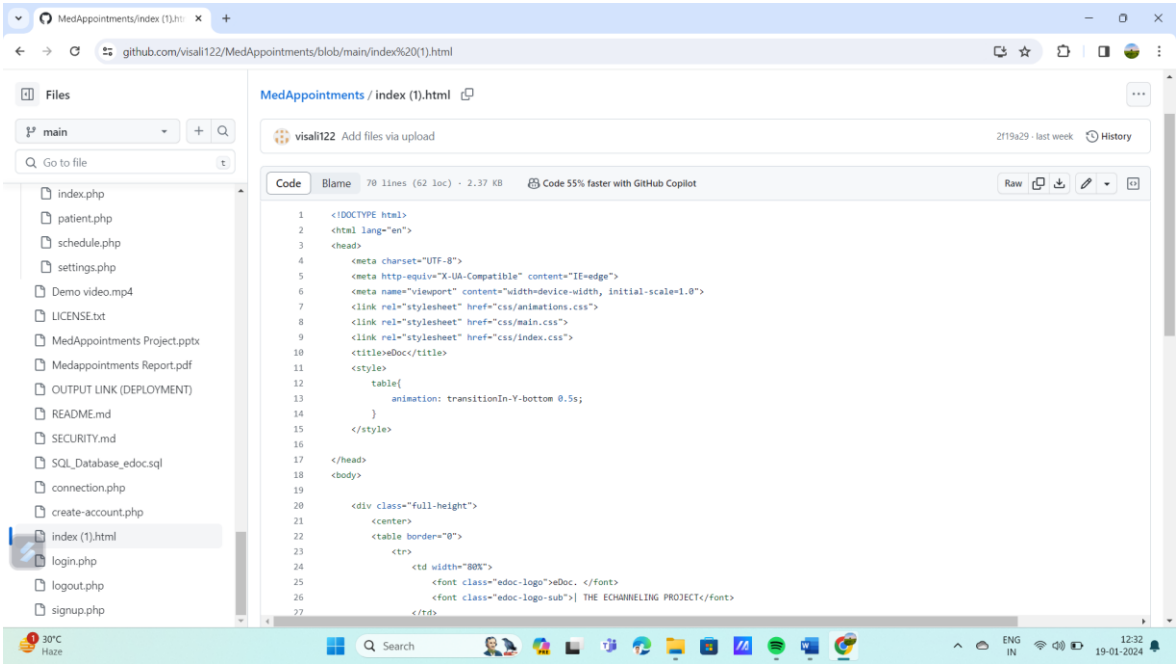 MedAppointments/index (1).ht
github.com/visali122/MedAppointments/blob/main/index%20(1).html
Files
main
Go to file
t
index.php
patient.php
schedule.php
settings.php
Demo video.mp4
LICENSE.txt
MedAppointments Project.pptx
Medappointments Report.pdf
OUTPUT LINK (DEPLOYMENT)
README.md
SECURITY.md
SQL_Database_edoc.sql
connection.php
create-account.php
index (1).html
login.php
logout.php
signup.php
MedAppointments / index (1).html
visali122 Add files via upload
2f19a29 · last week History
Code Blame 70 lines (62 loc) · 2.37 KB Code 55% faster with GitHub Copilot
Raw
1 <!DOCTYPE html>
2 <html lang="en">
3 <head>
4 <meta charset="UTF-8">
5 <meta http-equiv="X-UA-Compatible" content="IE=edge">
6 <meta name="viewport" content="width=device-width, initial-scale=1.0">
7 <link rel="stylesheet" href="css/animations.css">
8 <link rel="stylesheet" href="css/main.css">
9 <link rel="stylesheet" href="css/index.css">
10 <title>eDoc</title>
11 <style>
12 table{
13 animation: transitionIn-Y-bottom 0.5s;
14 }
15 </style>
16
17 </head>
18 <body>
19
20 <div class="full-height">
21 <center>
22 <table border="0">
23 <tr>
24 <td width="80%">
25 <font class="edoc-logo">eDoc. </font>
26 <font class="edoc-logo-sub">| THE ECHANNELING PROJECT</font>
27 </td>
1
30°C
Haze
Search
ENG
IN
12:32
19-01-2024